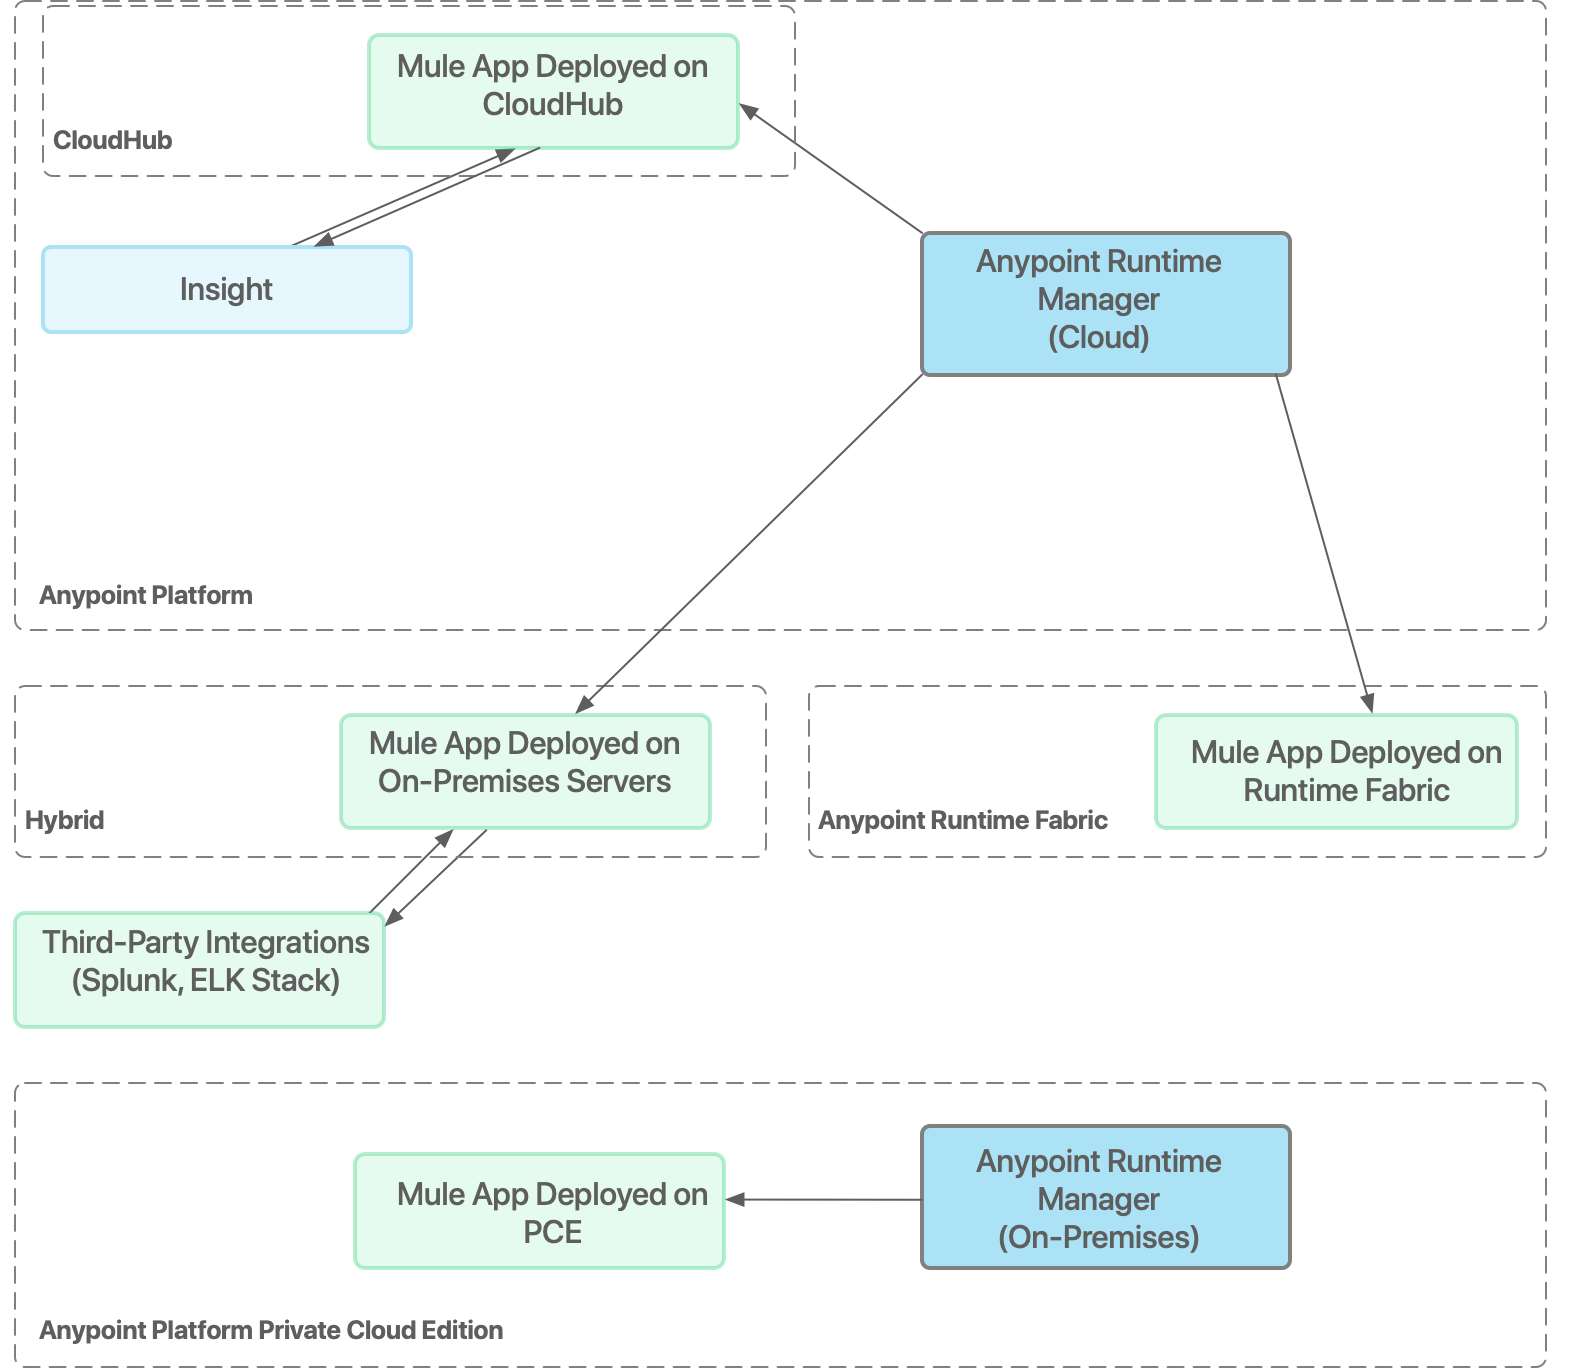 Mule App Deployed on
CloudHub
CloudHub
Insight
Anypoint Runtime
Manager
(Cloud)
Anypoint Platform
Mule App Deployed on
On-Premises Servers
Hybrid
Mule App Deployed on
Runtime Fabric
Anypoint Runtime Fabric
Third-Party Integrations
(Splunk, ELK Stack)
Mule App Deployed on
PCE
Anypoint Runtime
Manager
(On-Premises)
Anypoint Platform Private Cloud Edition